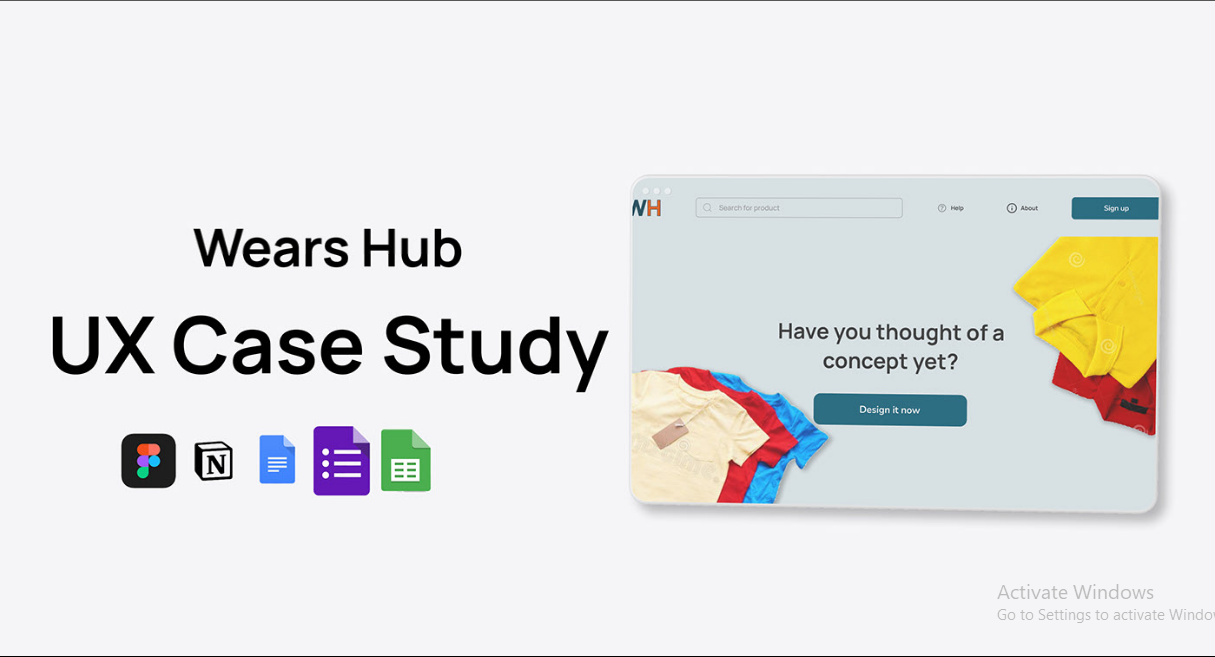 Wears Hub
UX Case Study
N
WH
Search for product
Help
About
Sign up
Have you thought of a
concept yet?
Design it now
Activate Windows
Go to Settings to activate Window